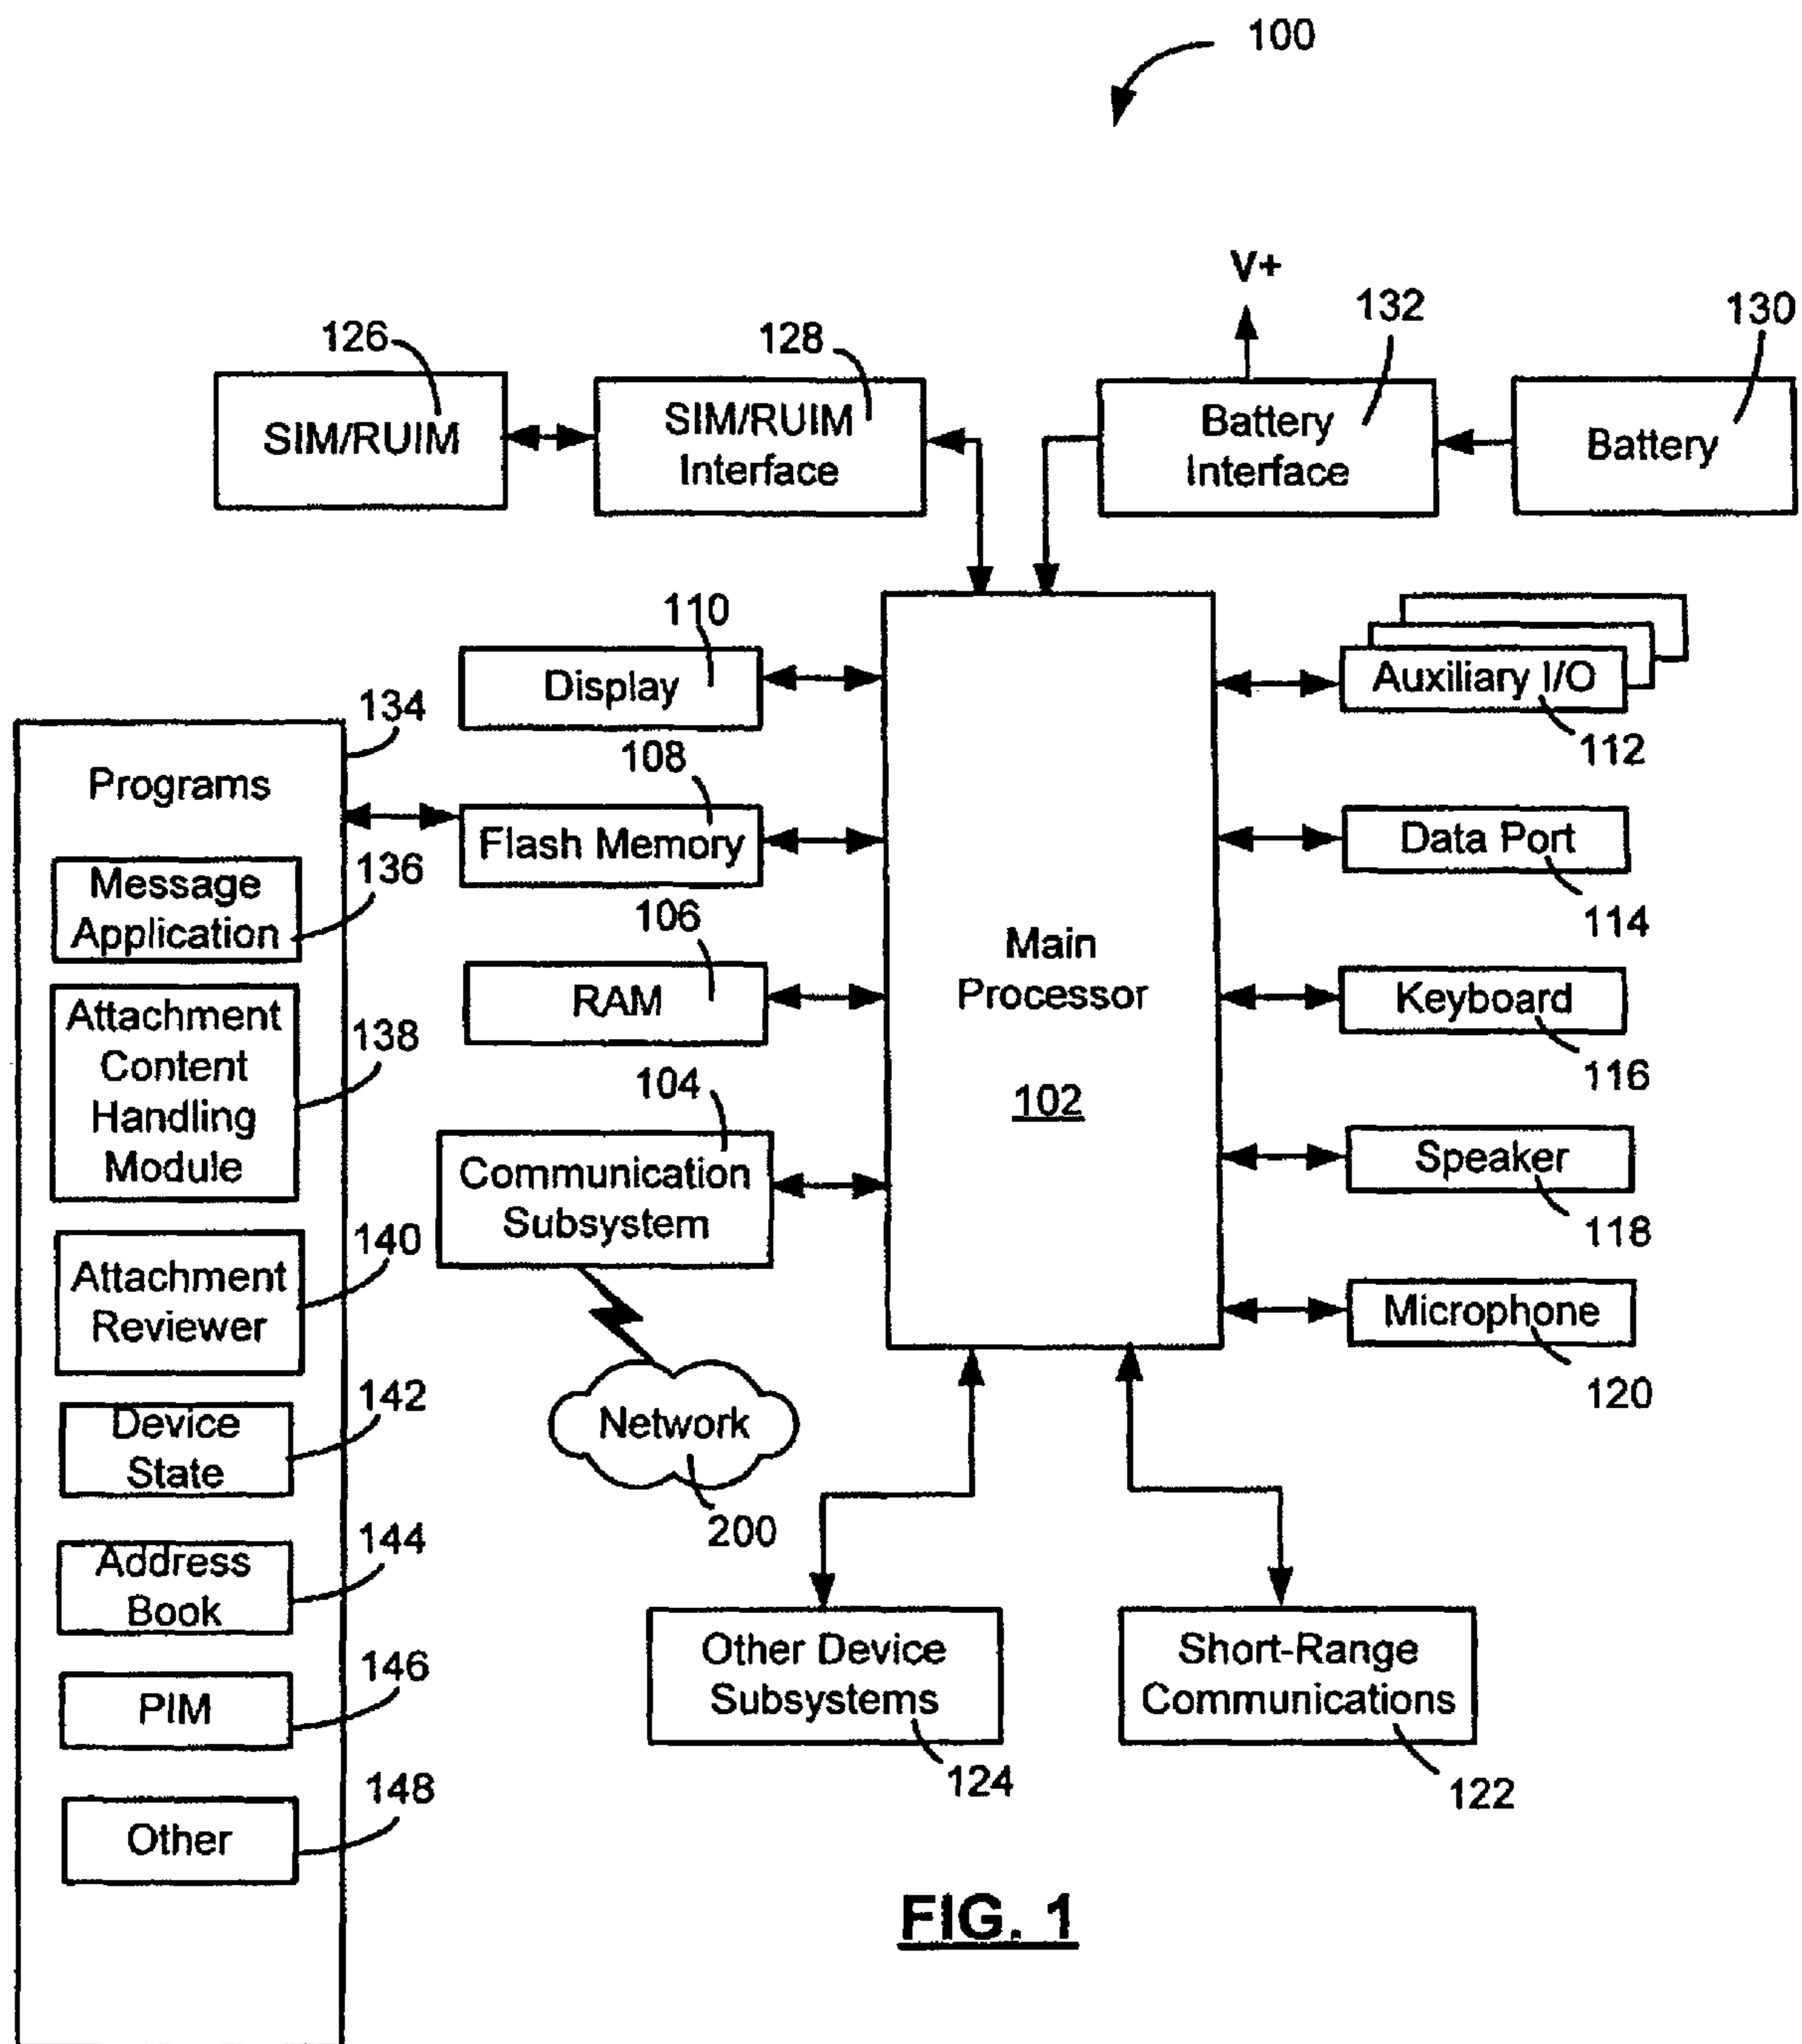 100
V+
132
130
126
128
SIM/RUIM
SIM/RUIM
Interface
Battery
Interface
Battery
110
Display
Auxiliary I/O
112
134
Programs
108
Flash Memory
Data Port
114
Message
Application
136
106
RAM
Main
Processor
102
Keyboard
116
Attachment
Content
Handling
Module
138
104
Communication
Subsystem
Speaker
118
Attachment
Reviewer
140
Microphone
120
Network
200
Device
State
142
Address
Book
144
Other Device
Subsystems
124
Short-Range
Communications
122
PIM
146
Other
148
FIG. 1